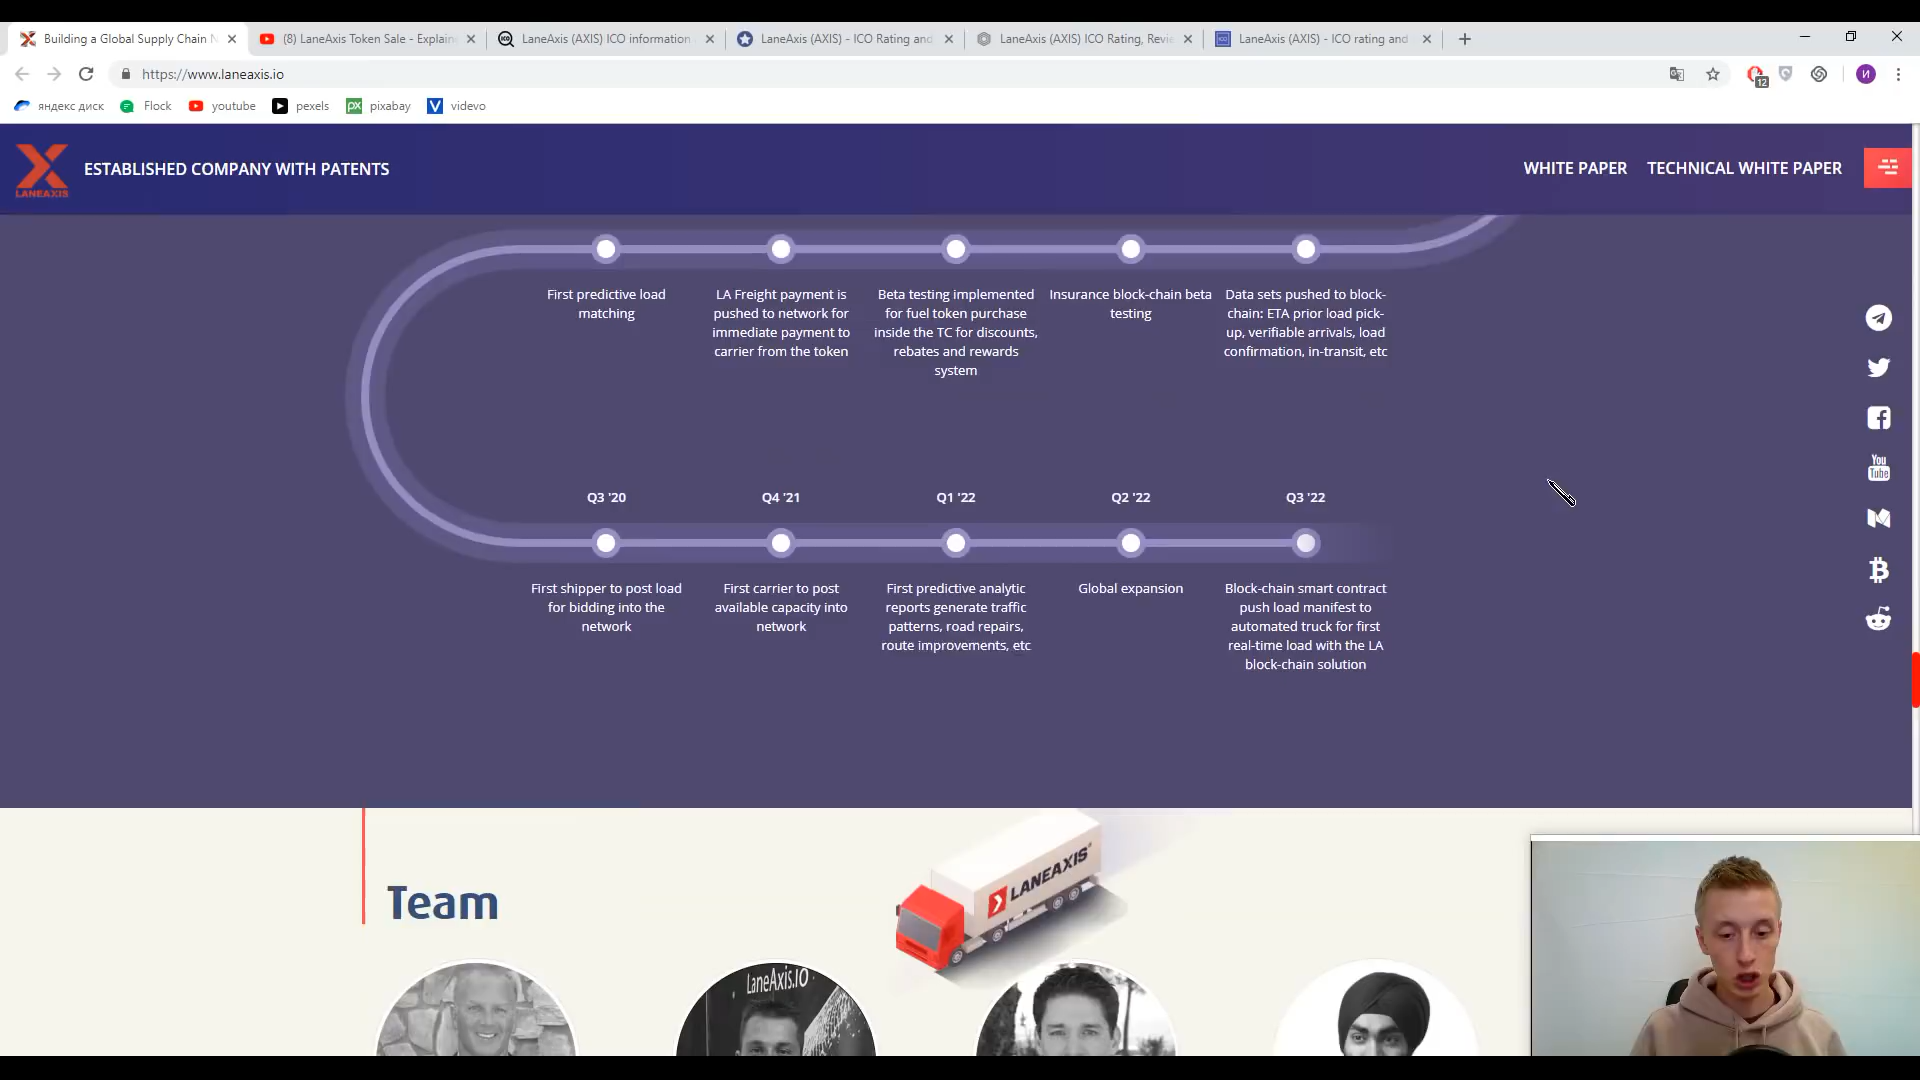 Building a Global Supply Chain N
(8) LaneAxis Token Sale - Explain
LaneAxis (AXIS) ICO information
LaneAxis (AXIS) - ICO Rating and
LaneAxis (AXIS) ICO Rating, Revie
LaneAxis (AXIS) - ICO rating and
https://www.laneaxis.io
12
И
яндекс диск
Flock
youtube
pexels
px
pixabay
V
videvo
LANEAXIS
ESTABLISHED COMPANY WITH PATENTS
WHITE PAPER
TECHNICAL WHITE PAPER
First predictive load
matching
LA Freight payment is
pushed to network for
immediate payment to
carrier from the token
Beta testing implemented
for fuel token purchase
inside the TC for discounts,
rebates and rewards
system
Insurance block-chain beta
testing
Data sets pushed to block-
chain: ETA prior load pick-
up, verifiable arrivals, load
confirmation, in-transit, etc
You
Tube
Q3 '20
Q4 '21
Q1 '22
Q2 '22
Q3 '22
First shipper to post load
for bidding into the
network
First carrier to post
available capacity into
network
First predictive analytic
reports generate traffic
patterns, road repairs,
route improvements, etc
Global expansion
Block-chain smart contract
push load manifest to
automated truck for first
real-time load with the LA
block-chain solution
Team
LANEAXIS
LaneAxis.IO